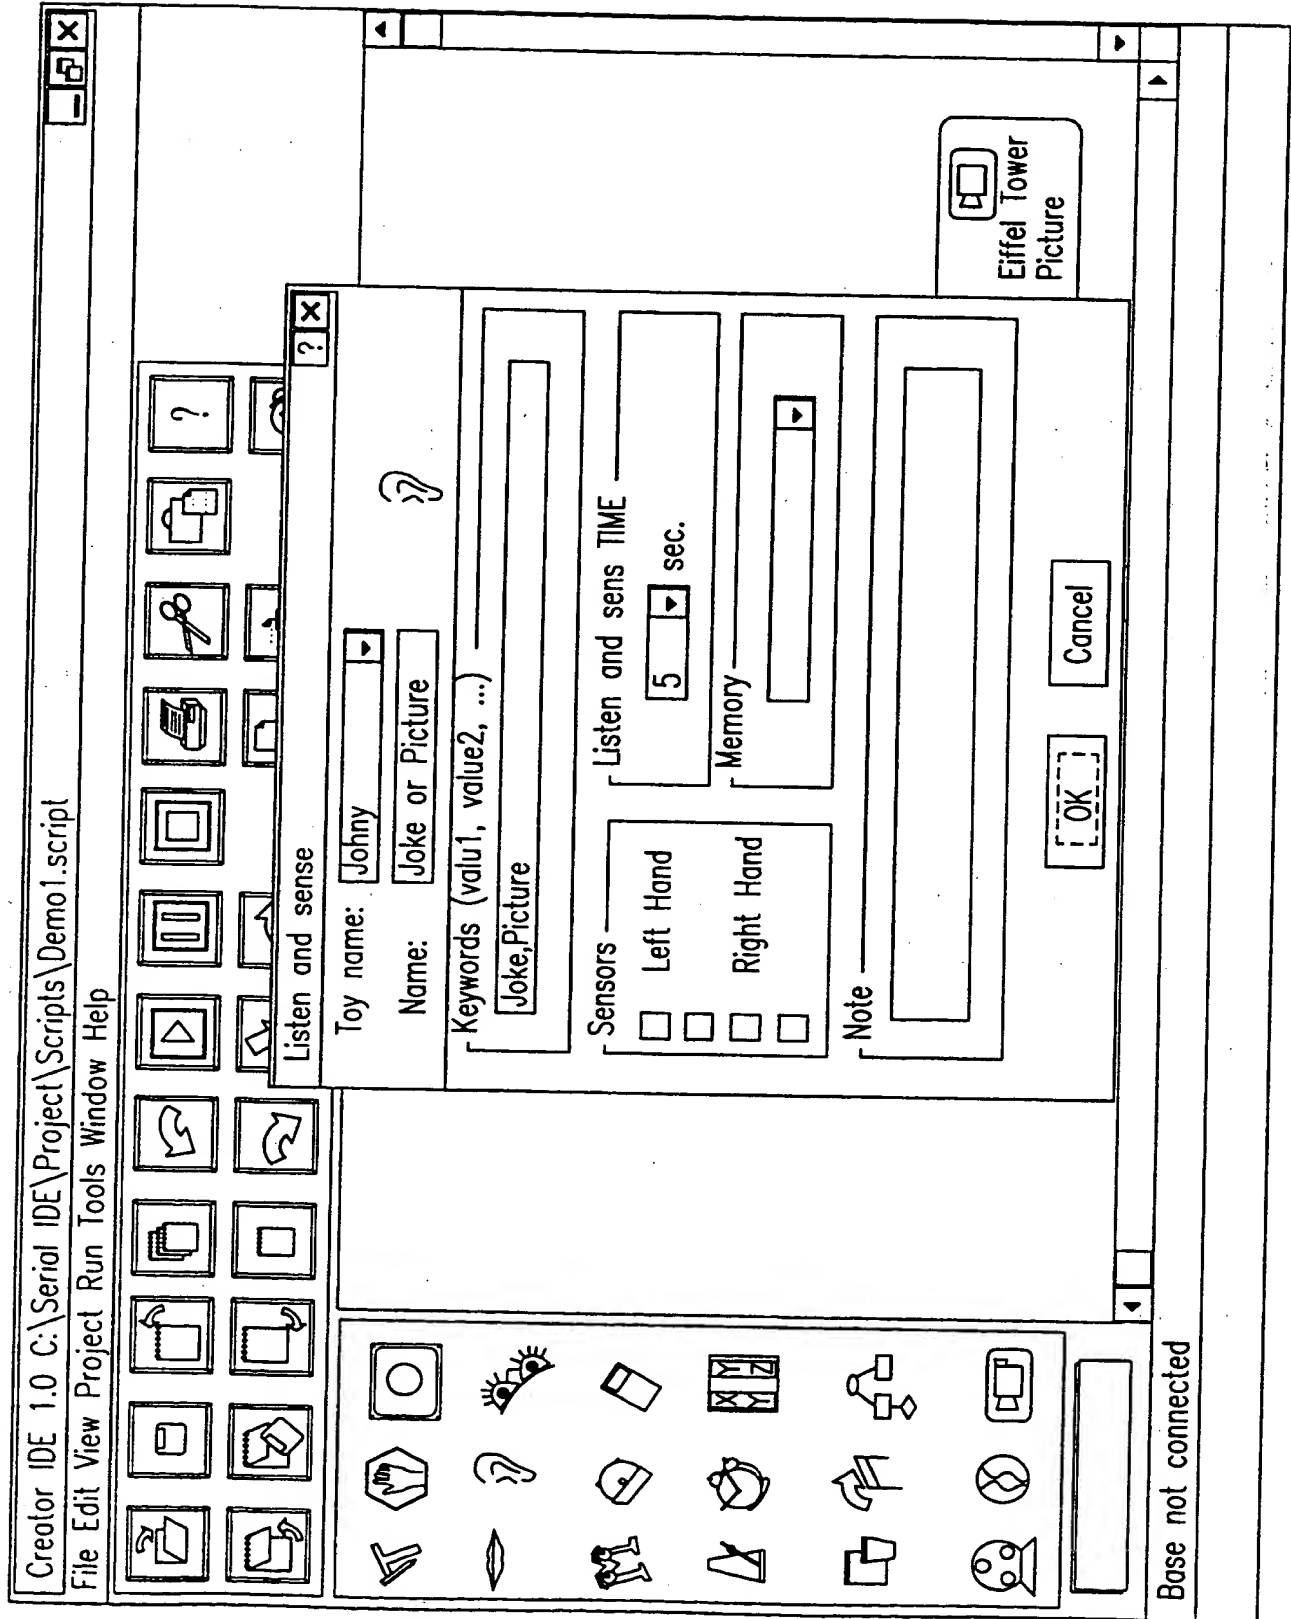 Creator IDE 1.0 C:\Serial IDE\Project\Scripts\Demo1.script
File Edit View Project Run Tools Window Help
?
Listen and sense
?
Toy name: Johny
Name: Joke or Picture
Keywords (valu1, value2, ...)
Joke,Picture
Sensors
Left Hand
Right Hand
Listen and sens TIME
5 sec.
Memory
Note
OK
Cancel
Eiffel Tower
Picture
X Y
Y Z
Base not connected